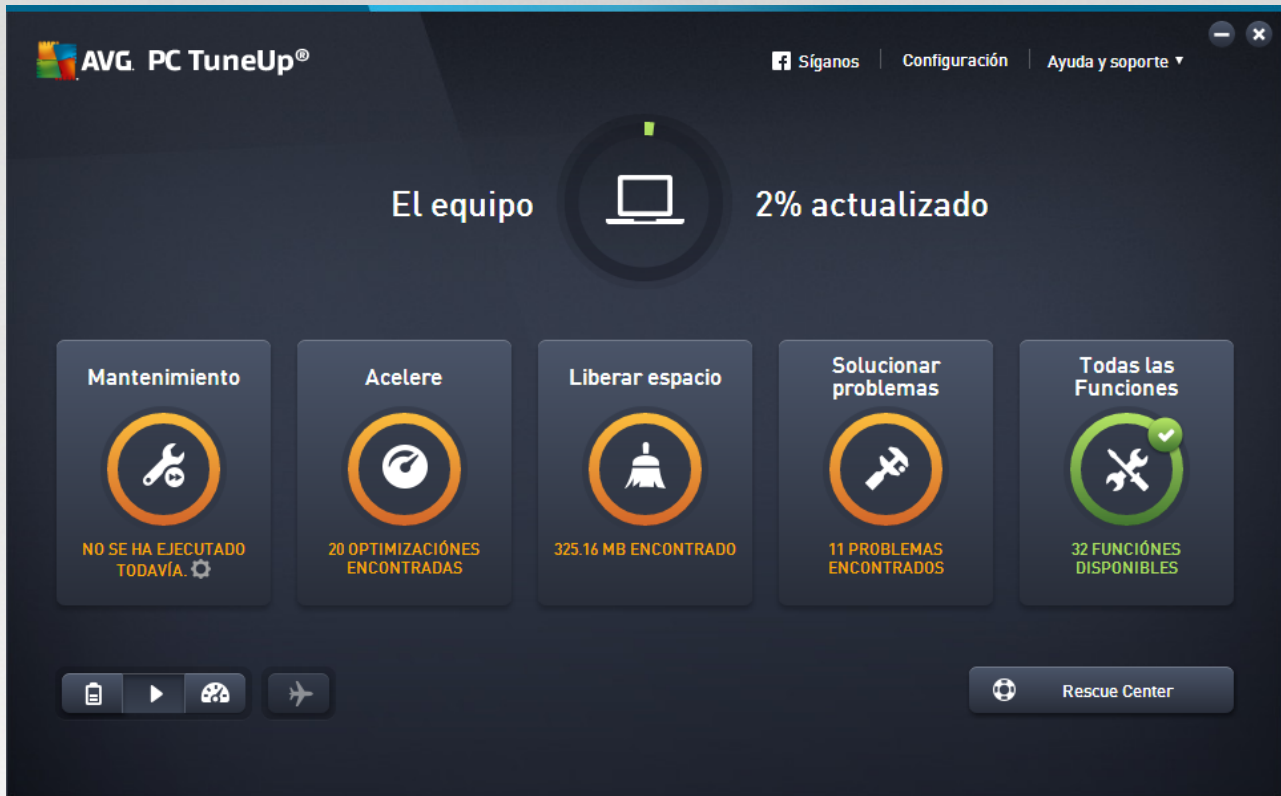 AVG. PC TuneUp®
Síganos
Configuración
Ayuda y soporte
El equipo
2% actualizado
Mantenimiento
NO SE HA EJECUTADO
TODAVÍA.
Acelere
20 OPTIMIZACIÓNES
ENCONTRADAS
Liberar espacio
325.16 MB ENCONTRADO
Solucionar
problemas
11 PROBLEMAS
ENCONTRADOS
Todas las
Funciones
32 FUNCIÓNES
DISPONIBLES
Rescue Center